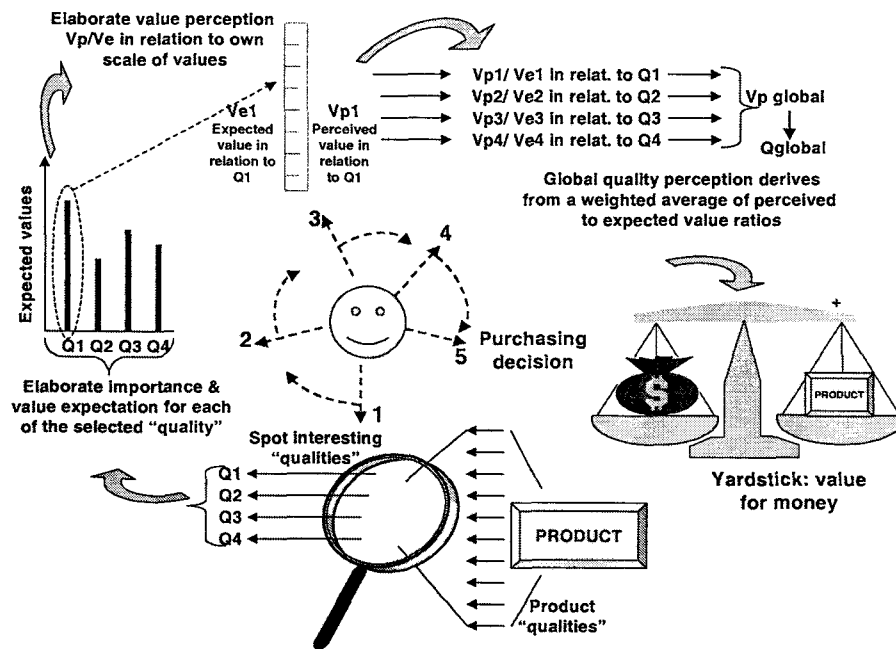 Elaborate value perception
Vp/Ve in relation to own
scale of values
Ve1
Expected
value in
relation to
Q1
Vp1
Perceived
value in
relation
to Q1
Vp1/ Ve1 in relat. to Q1
Vp2/ Ve2 in relat. to Q2
Vp3/ Ve3 in relat. to Q3
Vp4/ Ve4 in relat. to Q4
Vp global
Qglobal
Global quality perception derives
from a weighted average of perceived
to expected value ratios
Expected values
Q1 Q2 Q3 Q4
Elaborate importance &
value expectation for each
of the selected “quality”
3
4
2
5
1
Purchasing
decision
+
$
PRODUCT
Yardstick: value
for money
Spot interesting
“qualities”
Q1
Q2
Q3
Q4
PRODUCT
Product
“qualities”